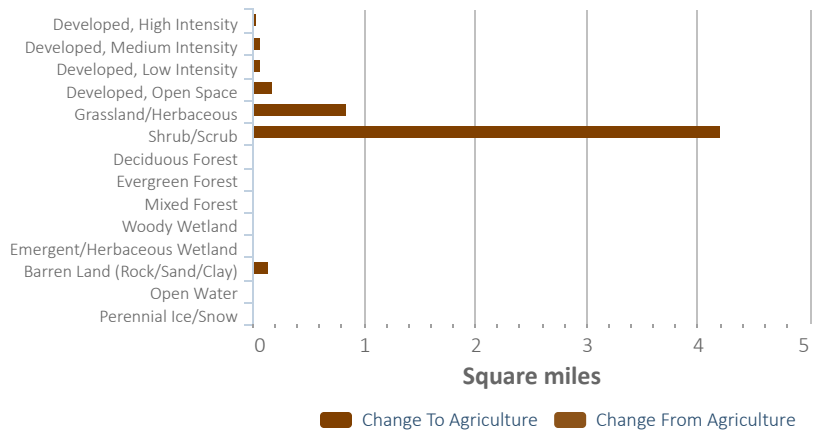 Developed, High Intensity
Developed, Medium Intensity
Developed, Low Intensity
Developed, Open Space
Grassland/Herbaceous
Shrub/Scrub
Deciduous Forest
Evergreen Forest
Mixed Forest
Woody Wetland
Emergent/Herbaceous Wetland
Barren Land (Rock/Sand/Clay)
Open Water
Perennial Ice/Snow
0 1 2 3 4 5
Square miles
Change To Agriculture Change From Agriculture